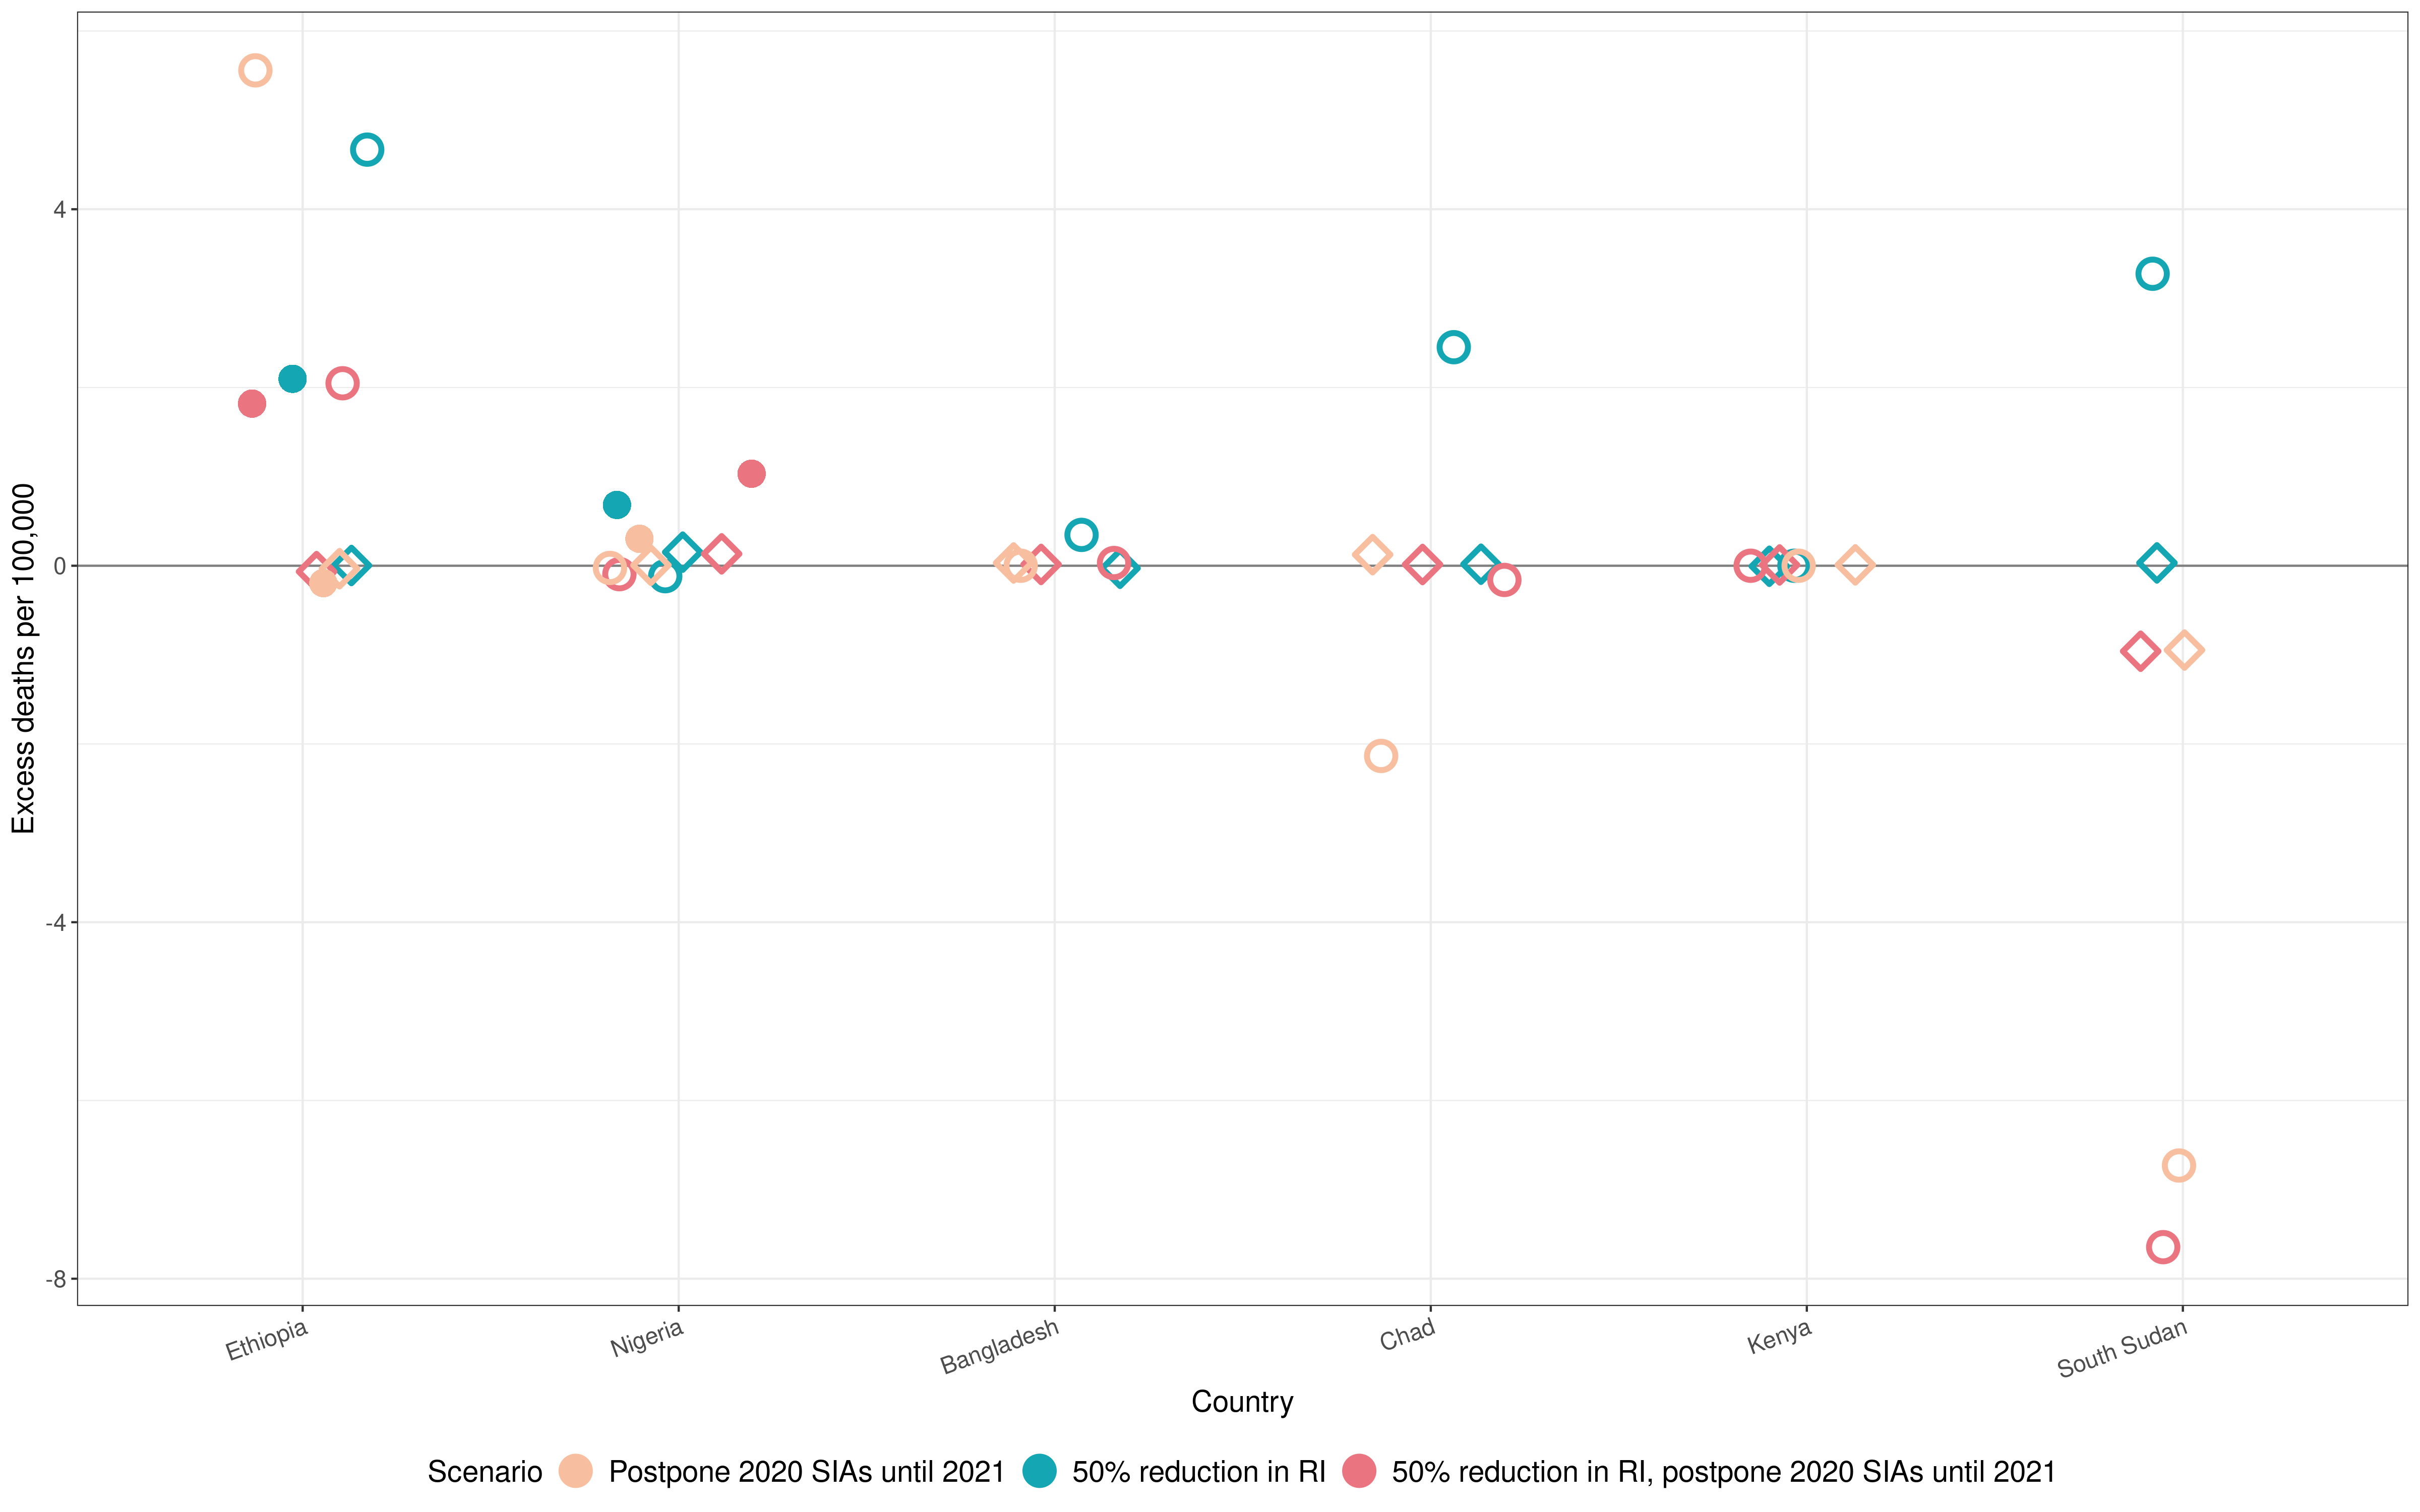 Excess deaths per 100,000
4
0
-4
-8
Ethiopia
Nigeria
Bangladesh
Chad
Kenya
South Sudan
Country
Scenario Postpone 2020 SIAs until 2021 50% reduction in RI 50% reduction in RI, postpone 2020 SIAs until 2021